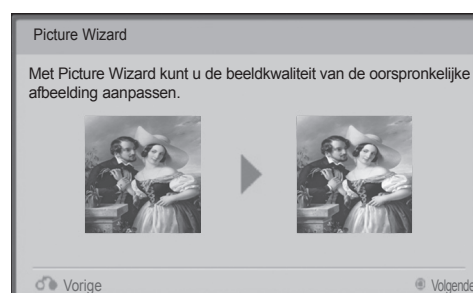 Picture Wizard
Met Picture Wizard kunt u de beeldkwaliteit van de oorspronkelijke
afbeelding aanpassen.
Vorige
Volgende